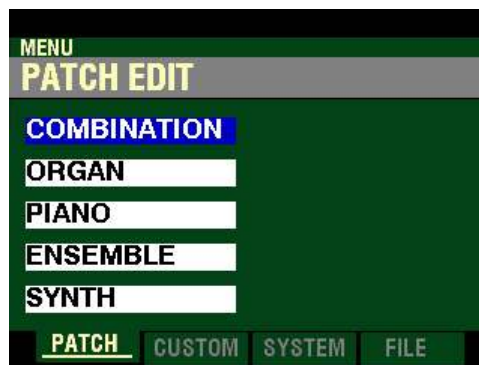 MENU
PATCH EDIT
COMBINATION
ORGAN
PIANO
ENSEMBLE
SYNTH
PATCH CUSTOM SYSTEM FILE